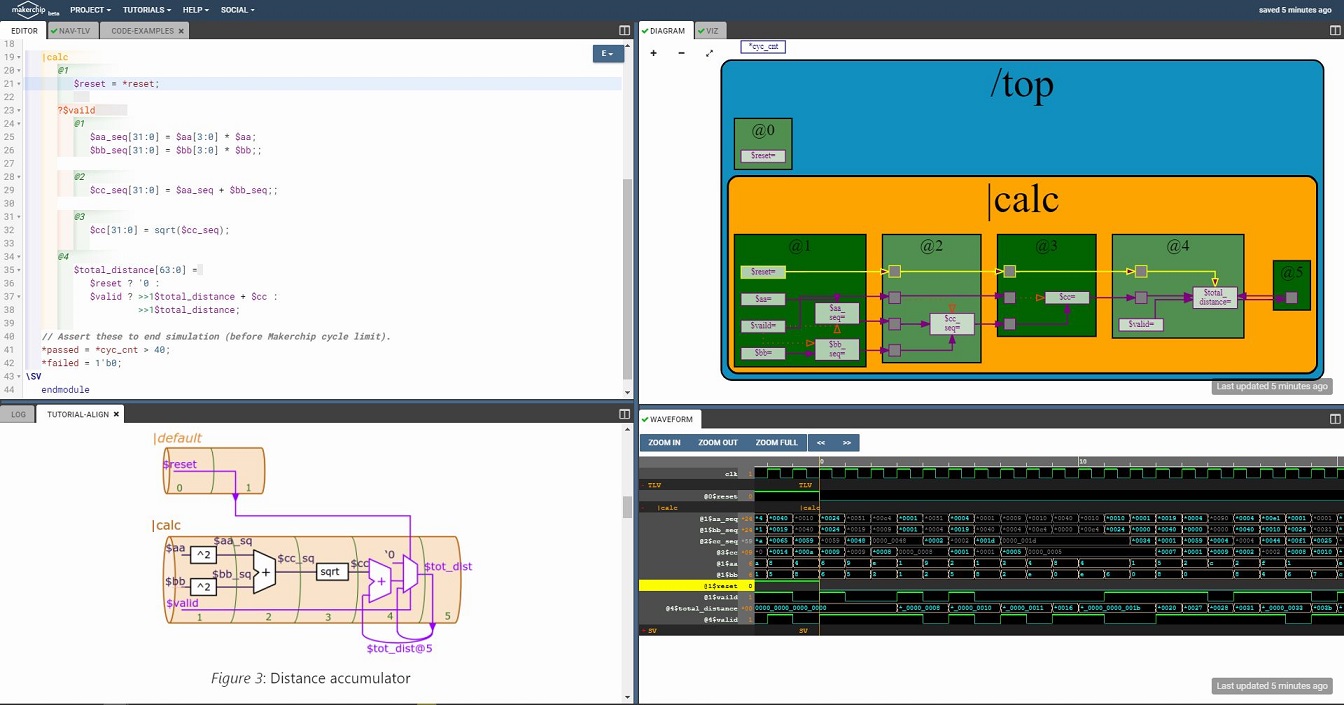 makerchip beta PROJECT TUTORIALS HELP SOCIAL saved 5 minutes ago
EDITOR NAV-TLV CODE-EXAMPLES ×
E
18
19 |calc
20 @1
21 $reset = *reset;
22
23 ?$vaild
24 @1
25 $aa_seq[31:0] = $aa[3:0] * $aa;
26 $bb_seq[31:0] = $bb[3:0] * $bb;;
27
28 @2
29 $cc_seq[31:0] = $aa_seq + $bb_seq;;
30
31 @3
32 $cc[31:0] = sqrt($cc_seq);
33
34 @4
35 $total_distance[63:0] =
36 $reset ? '0 :
37 $valid ? >>1$total_distance + $cc :
38 >>1$total_distance;
39
40 // Assert these to end simulation (before Makerchip cycle limit).
41 *passed = *cyc_cnt > 40;
42 *failed = 1'b0;
43 \SV
44 endmodule
LOG TUTORIAL-ALIGN ×
|default
$reset
0 1
|calc
$aa ^2 $aa_sq
$bb ^2 $bb_sq
+ $cc_sq sqrt $cc + '0 $tot_dist
$valid
1 2 3 4 5
$tot_dist@5
Figure 3: Distance accumulator
DIAGRAM VIZ
+ −
*cyc_cnt
/top
@0
$reset=
|calc
@1 @2 @3 @4 @5
$reset=
$aa= $aa_seq= $cc= $total_distance=
$vaild= $cc_seq= $valid=
$bb= $bb_seq=
Last updated 5 minutes ago
WAVEFORM
ZOOM IN ZOOM OUT ZOOM FULL << >>
0 10
clk
TLV TLV
@0$reset
|calc |calc
@1$aa_seq
@1$bb_seq
@2$cc_seq
@3$cc
@1$aa
@1$bb
@1$reset 0
@1$vaild
@4$total_distance 0000_0000_0000_0000
@4$valid
SV SV
Last updated 5 minutes ago